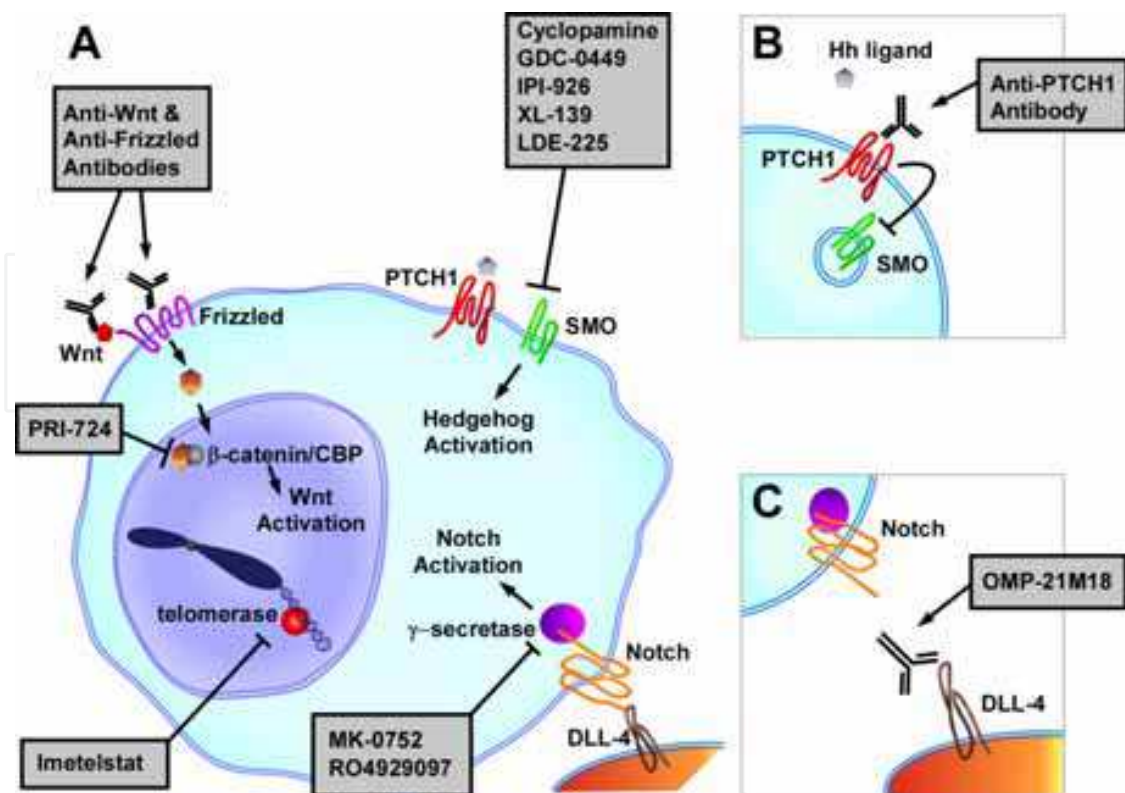 A
Anti-Wnt &
Anti-Frizzled
Antibodies
Cyclopamine
GDC-0449
IPI-926
XL-139
LDE-225
PTCH1
SMO
Frizzled
Wnt
Hedgehog
Activation
PRI-724
β-catenin/CBP
Wnt
Activation
Notch
Activation
telomerase
γ-secretase
Notch
Imetelstat
MK-0752
RO4929097
DLL-4
B
Hh ligand
Anti-PTCH1
Antibody
PTCH1
SMO
C
Notch
OMP-21M18
DLL-4